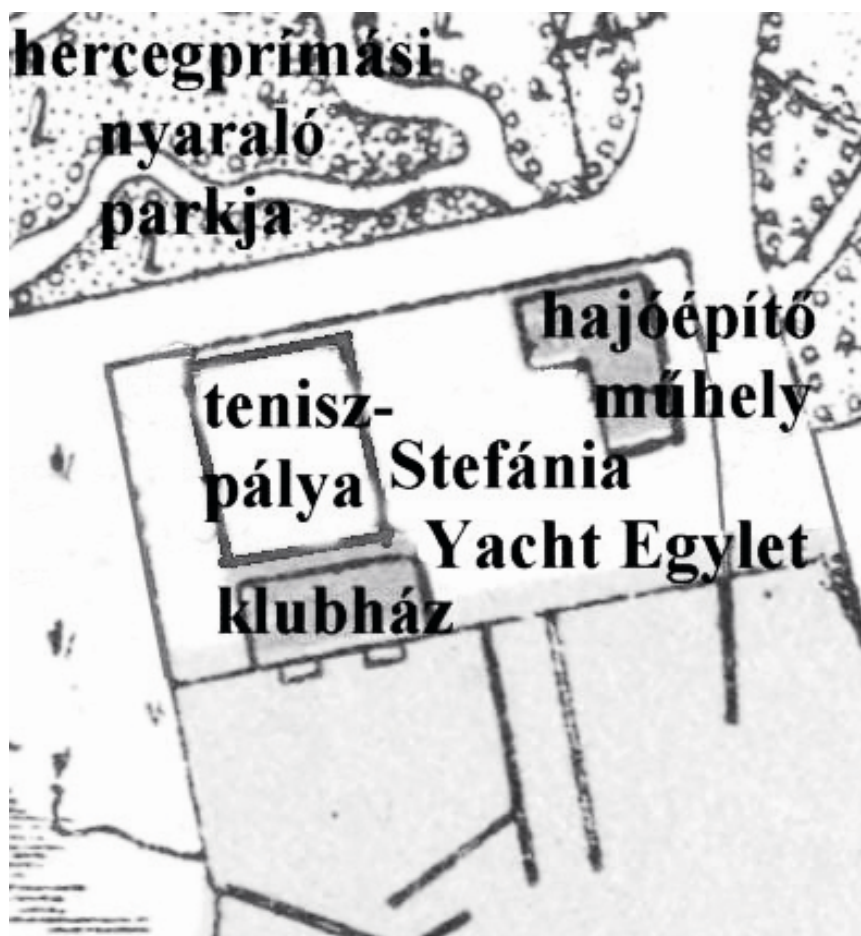 hercegprímási
nyaraló
parkja
hajóépítő
műhely
tenisz-
pálya
Stefánia
Yacht Egylet
klubház